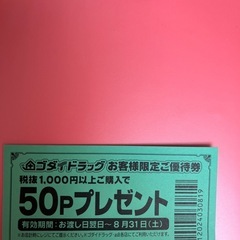 ゴダイドラッグ お客様限定ご優待券
税抜1,000円以上ご購入で
50Pプレゼント
有効期間：お渡し日翌日～8月31日(土)
2024030819